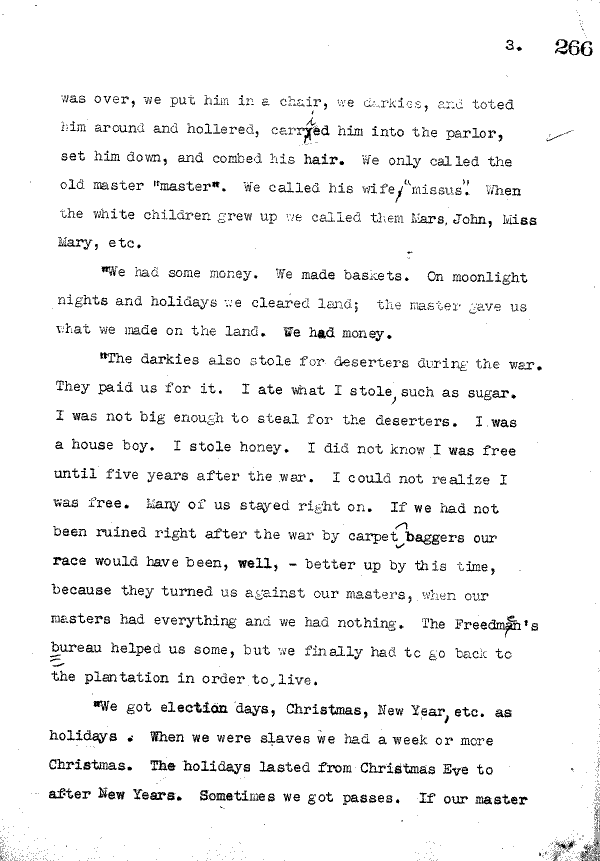 3. 266
was over, we put him in a chair, we darkies, and toted
him around and hollered, carried him into the parlor,
set him down, and combed his hair. We only called the
old master "master". We called his wife, "missus". When
the white children grew up we called them Mars. John, Miss
Mary, etc.
"We had some money. We made baskets. On moonlight
nights and holidays we cleared land; the master gave us
what we made on the land. We had money.
"The darkies also stole for deserters during the war.
They paid us for it. I ate what I stole, such as sugar.
I was not big enough to steal for the deserters. I was
a house boy. I stole honey. I did not know I was free
until five years after the war. I could not realize I
was free. Many of us stayed right on. If we had not
been ruined right after the war by carpet baggers our
race would have been, well, - better up by this time,
because they turned us against our masters, when our
masters had everything and we had nothing. The Freedmen's
bureau helped us some, but we finally had to go back to
the plantation in order to live.
"We got election days, Christmas, New Year, etc. as
holidays. When we were slaves we had a week or more
Christmas. The holidays lasted from Christmas Eve to
after New Years. Sometimes we got passes. If our master